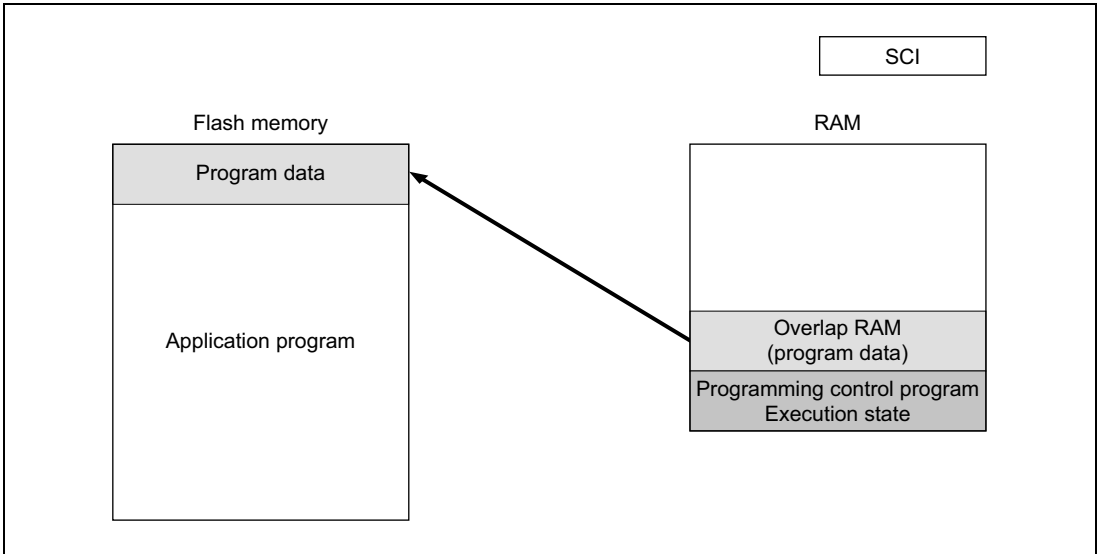 SCI
Flash memory
RAM
Program data
Application program
Overlap RAM
(program data)
Programming control program
Execution state